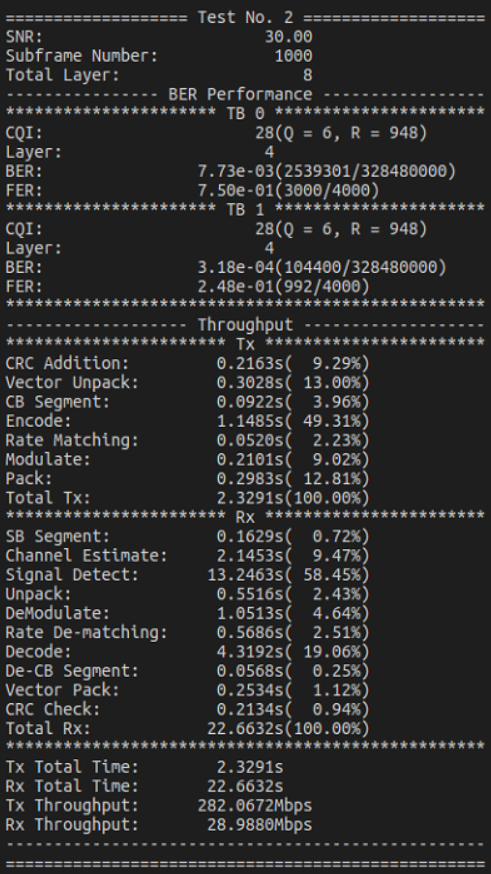 =================== Test No. 2 ===================
SNR:                       30.00
Subframe Number:            1000
Total Layer:                   8
---------------- BER Performance -----------------
********************** TB 0 **********************
CQI:                      28(Q = 6, R = 948)
Layer:                     4
BER:                7.73e-03(2539301/328480000)
FER:                7.50e-01(3000/4000)
********************** TB 1 **********************
CQI:                      28(Q = 6, R = 948)
Layer:                     4
BER:                3.18e-04(104400/328480000)
FER:                2.48e-01(992/4000)
**************************************************
------------------- Throughput -------------------
*********************** Tx ***********************
CRC Addition:         0.2163s(  9.29%)
Vector Unpack:        0.3028s( 13.00%)
CB Segment:           0.0922s(  3.96%)
Encode:               1.1485s( 49.31%)
Rate Matching:        0.0520s(  2.23%)
Modulate:             0.2101s(  9.02%)
Pack:                 0.2983s( 12.81%)
Total Tx:             2.3291s(100.00%)
*********************** Rx ***********************
SB Segment:           0.1629s(  0.72%)
Channel Estimate:     2.1453s(  9.47%)
Signal Detect:       13.2463s( 58.45%)
Unpack:               0.5516s(  2.43%)
DeModulate:           1.0513s(  4.64%)
Rate De-matching:     0.5686s(  2.51%)
Decode:               4.3192s( 19.06%)
De-CB Segment:        0.0568s(  0.25%)
Vector Pack:          0.2534s(  1.12%)
CRC Check:            0.2134s(  0.94%)
Total Rx:            22.6632s(100.00%)
**************************************************
Tx Total Time:        2.3291s
Rx Total Time:       22.6632s
Tx Throughput:      282.0672Mbps
Rx Throughput:       28.9880Mbps
--------------------------------------------------
==================================================